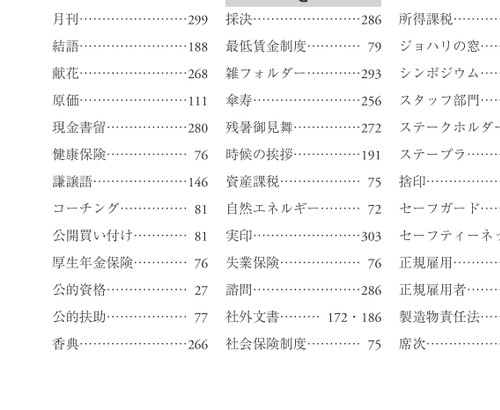 月刊……………………299
結語……………………188
献花……………………268
原価……………………111
現金書留………………280
健康保険……………… 76
謙譲語…………………146
コーチング…………… 81
公開買い付け………… 81
厚生年金保険………… 76
公的資格……………… 27
公的扶助……………… 77
香典……………………266
採決……………………286
最低賃金制度………… 79
雑フォルダー…………293
傘寿……………………256
残暑御見舞……………272
時候の挨拶……………191
資産課税……………… 75
自然エネルギー……… 72
実印……………………303
失業保険……………… 76
諮問……………………286
社外文書……… 172・186
社会保険制度………… 75
所得課税……
ジョハリの窓……
シンポジウム……
スタッフ部門……
ステークホルダー
ステープラ……
捨印……
セーフガード……
セーフティーネッ
正規雇用……
正規雇用者……
製造物責任法……
席次……